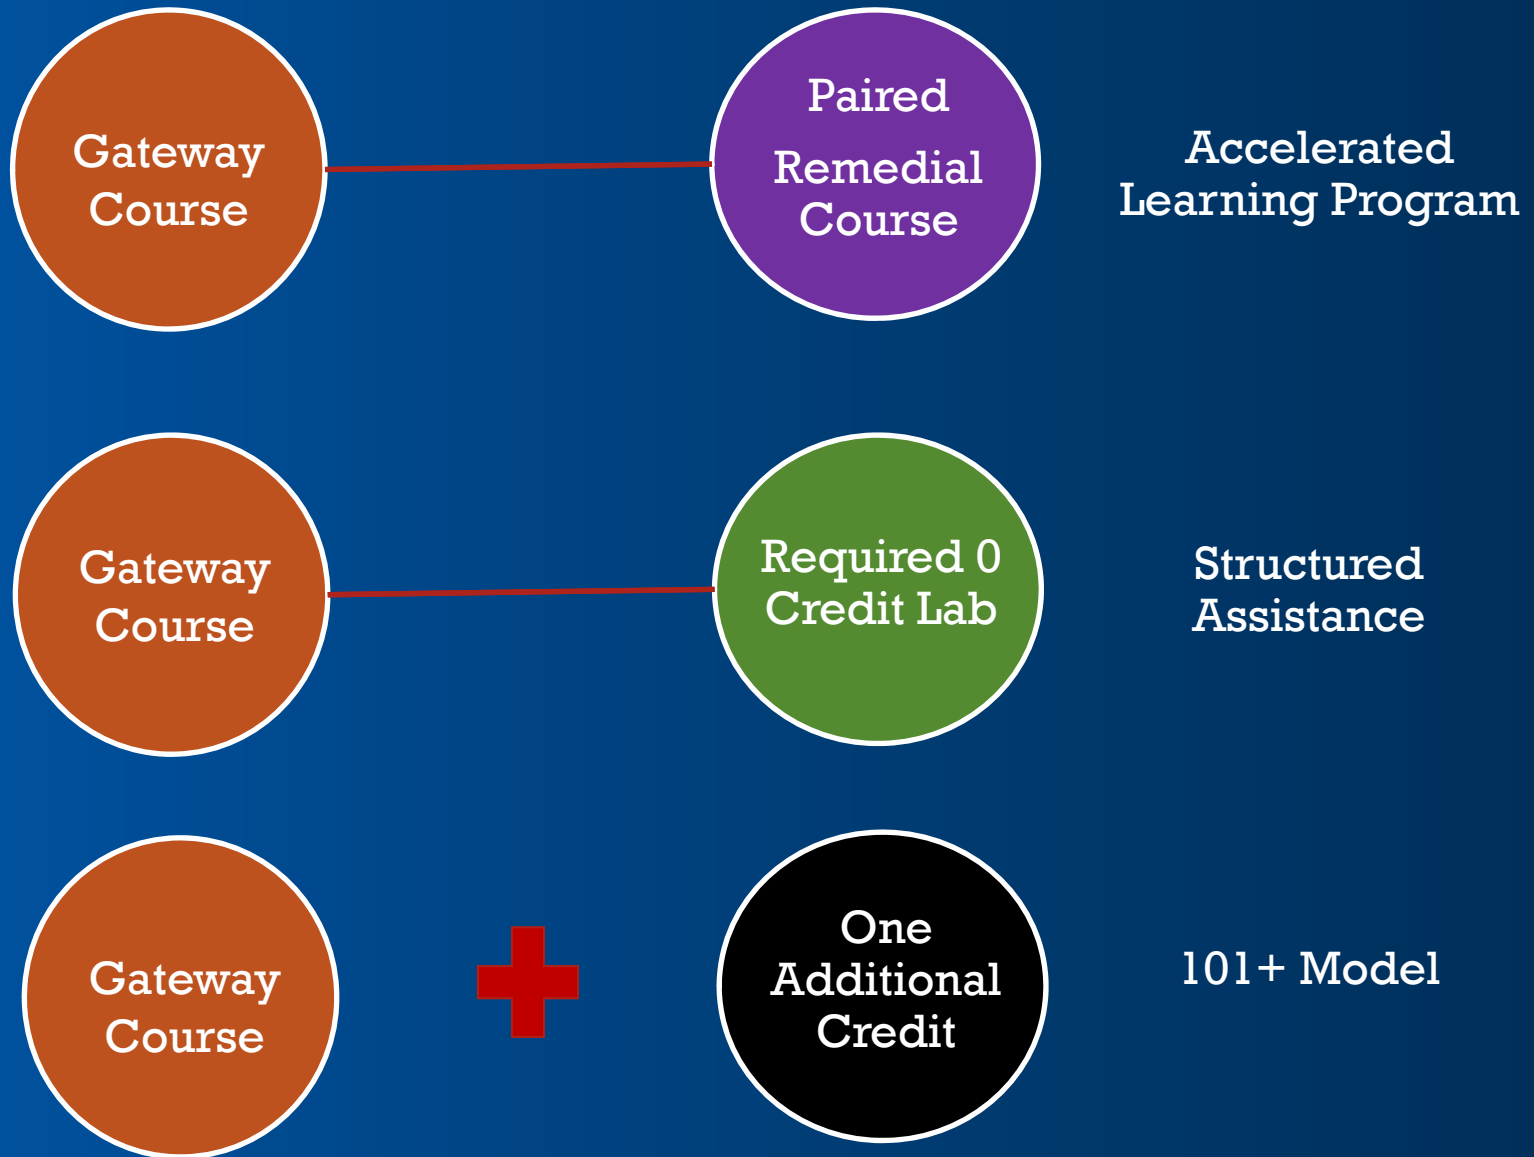 Gateway
Course
Paired
Remedial
Course
Accelerated
Learning Program
Gateway
Course
Required 0
Credit Lab
Structured
Assistance
Gateway
Course
One
Additional
Credit
101+ Model